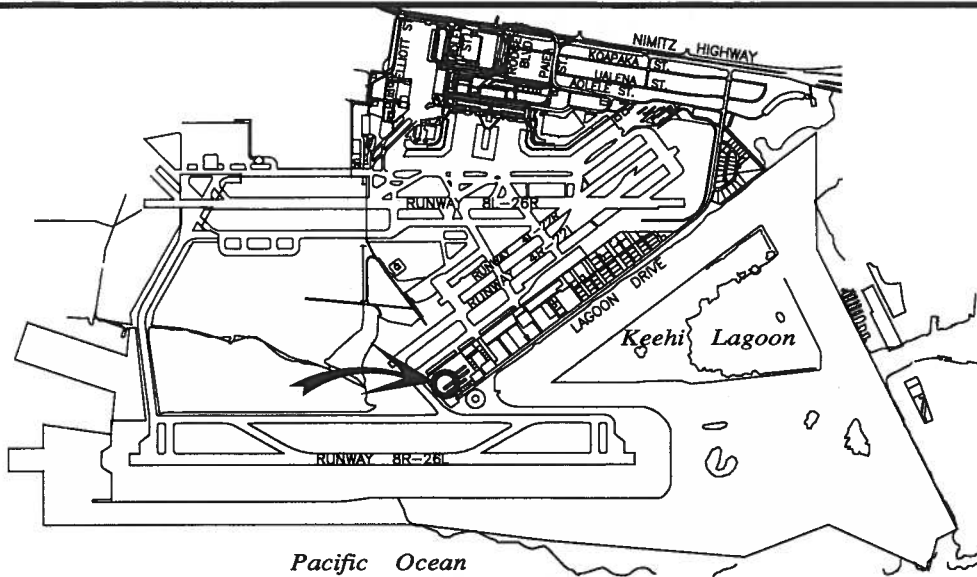 NIMITZ HIGHWAY
ELLIOTT ST.
RODGERS BLVD
PAIEA ST.
KOAPAKA ST.
UALENA ST.
AOLELE ST.
RUNWAY 8L-26R
RUNWAY 4L-22R
RUNWAY 4R-22L
LAGOON DRIVE
Keehi Lagoon
RUNWAY 8R-26L
Pacific Ocean